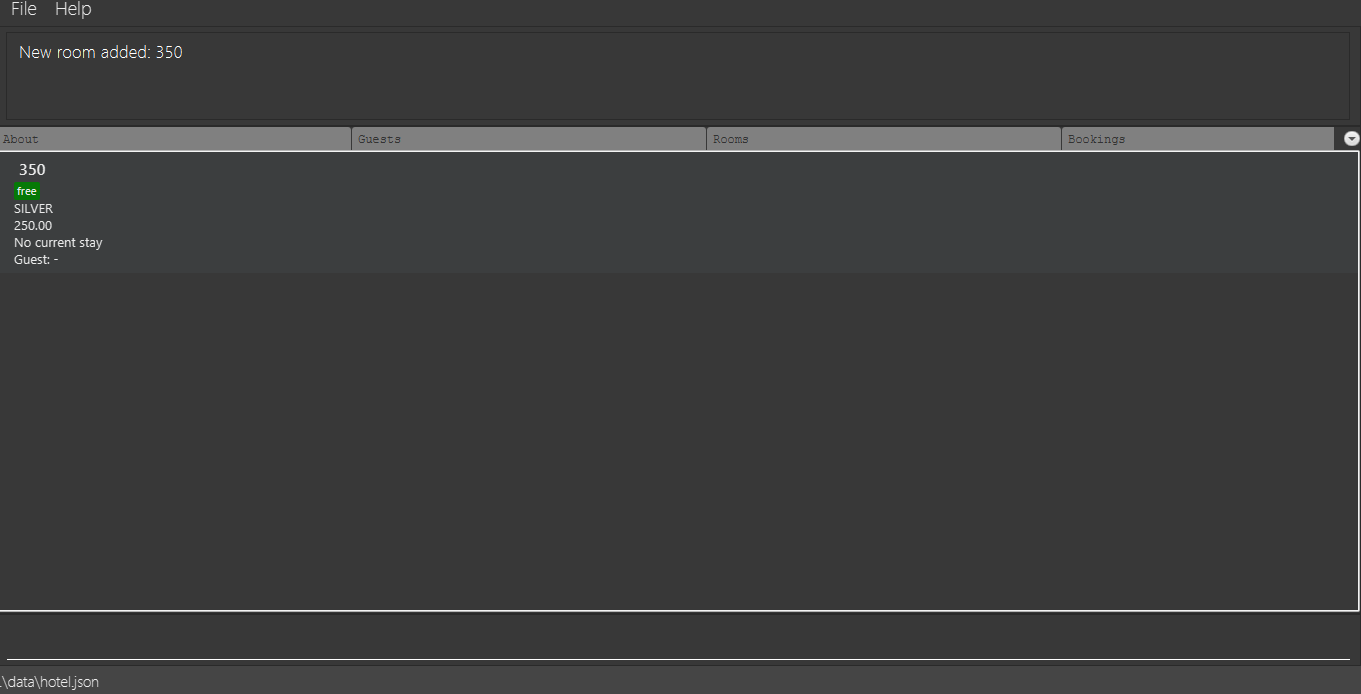 File Help
New room added: 350
About Guests Rooms Bookings
350
free
SILVER
250.00
No current stay
Guest: -
.\data\hotel.json